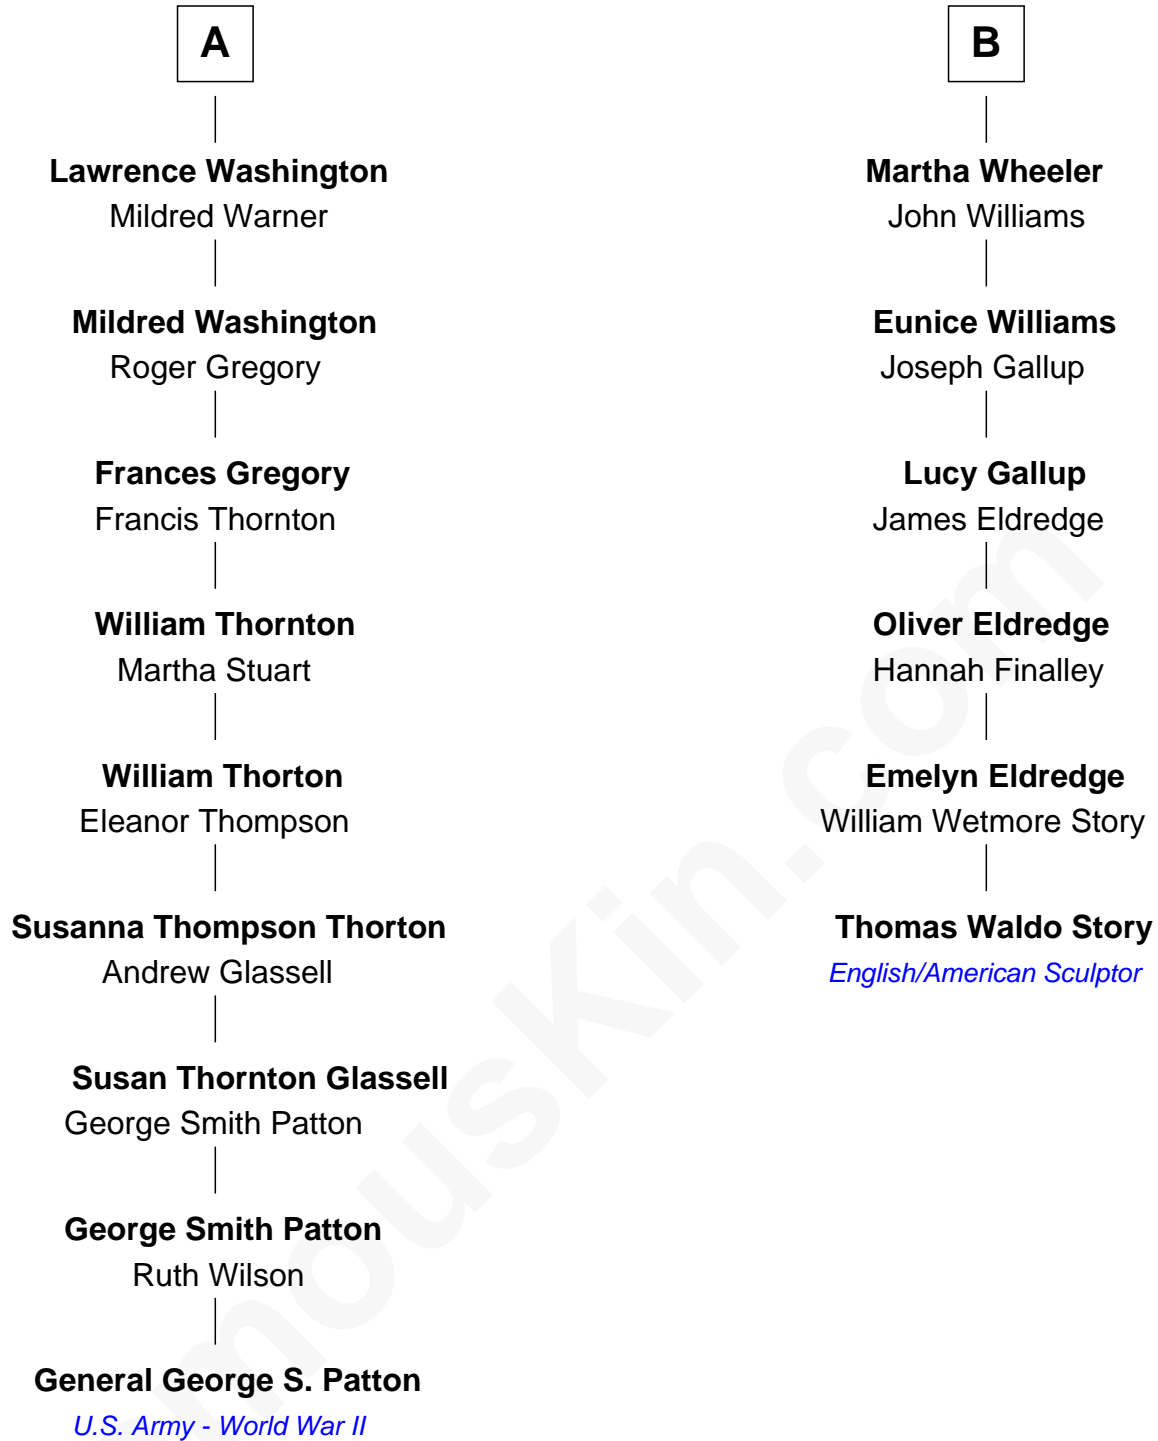 A
Lawrence Washington
Mildred Warner
Mildred Washington
Roger Gregory
Frances Gregory
Francis Thornton
William Thornton
Martha Stuart
William Thorton
Eleanor Thompson
Susanna Thompson Thorton
Andrew Glassell
Susan Thornton Glassell
George Smith Patton
George Smith Patton
Ruth Wilson
General George S. Patton
U.S. Army - World War II
B
Martha Wheeler
John Williams
Eunice Williams
Joseph Gallup
Lucy Gallup
James Eldredge
Oliver Eldredge
Hannah Finalley
Emelyn Eldredge
William Wetmore Story
Thomas Waldo Story
English/American Sculptor
mousKin.com